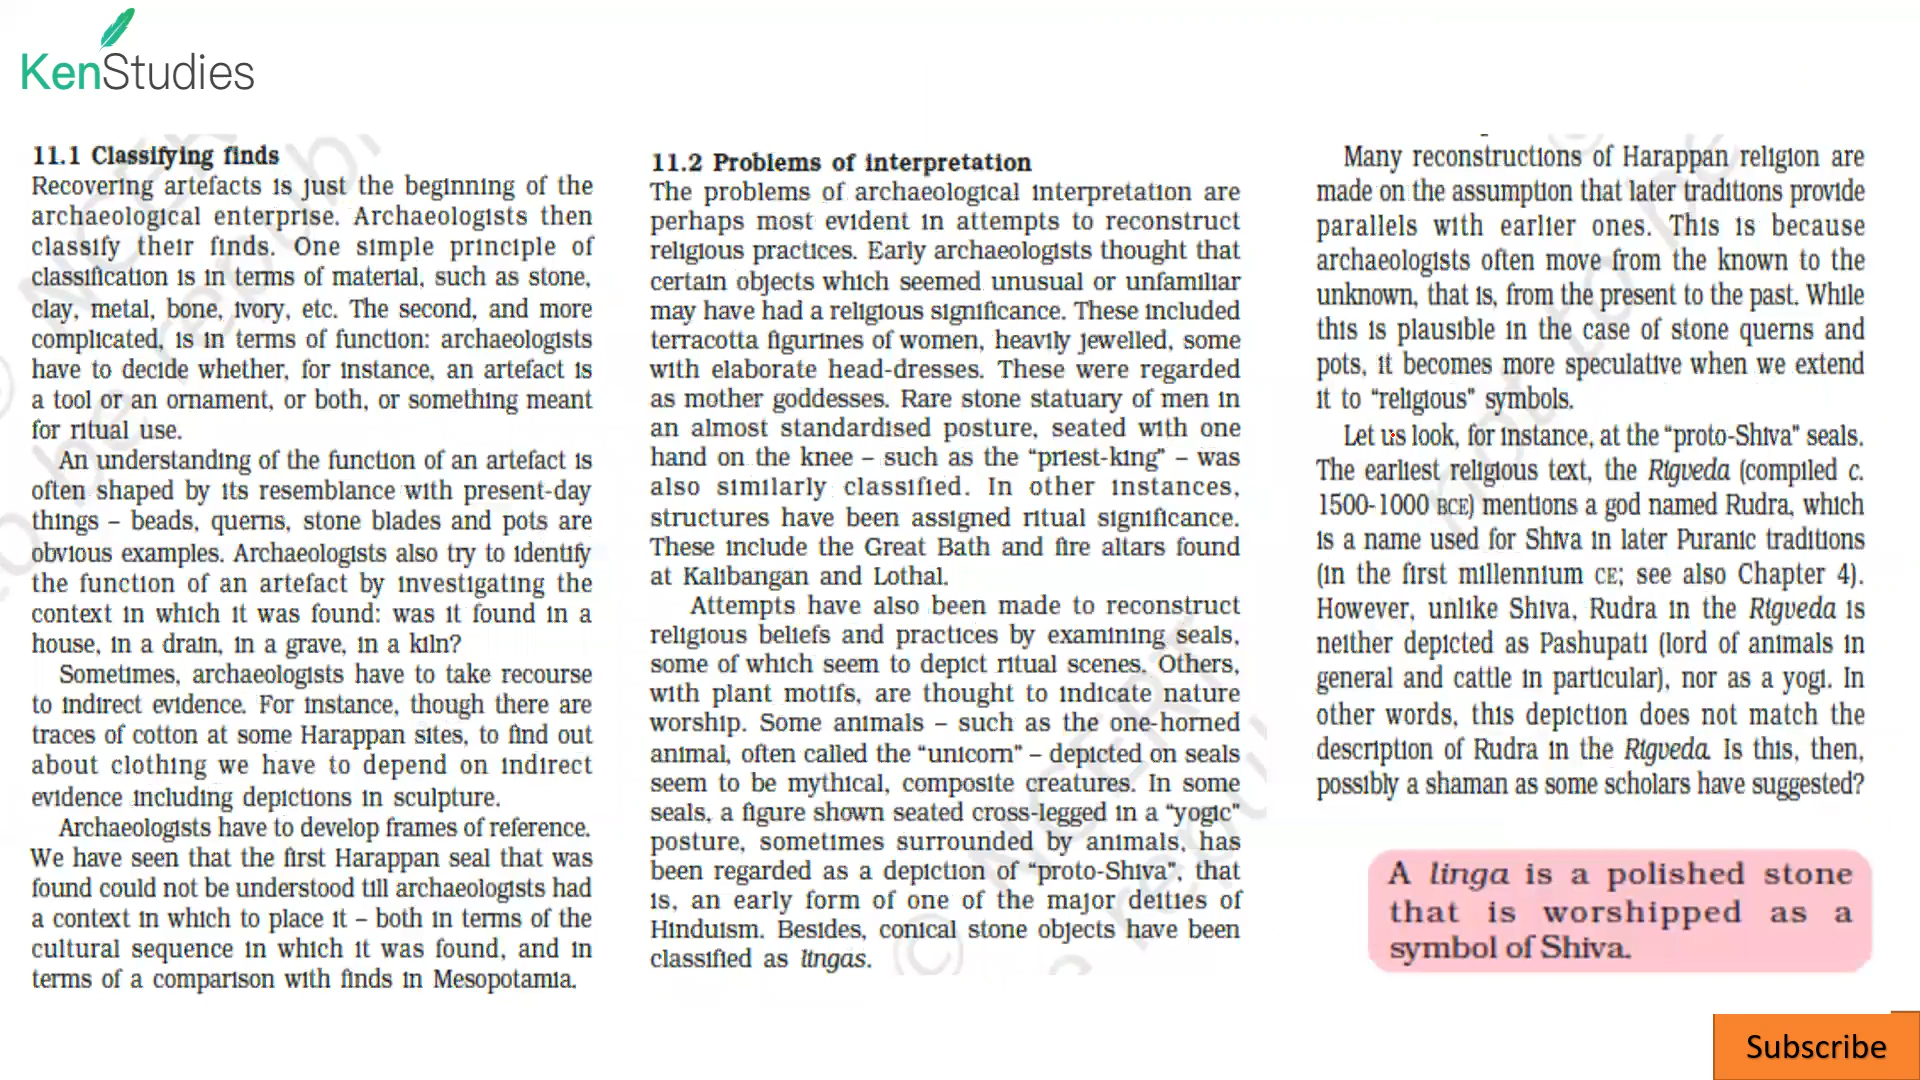 KenStudies
11.1 Classifying finds
Recovering artefacts is just the beginning of the
archaeological enterprise. Archaeologists then
classify their finds. One simple principle of
classification is in terms of material, such as stone,
clay, metal, bone, ivory, etc. The second, and more
complicated, is in terms of function: archaeologists
have to decide whether, for instance, an artefact is
a tool or an ornament, or both, or something meant
for ritual use.
An understanding of the function of an artefact is
often shaped by its resemblance with present-day
things – beads, querns, stone blades and pots are
obvious examples. Archaeologists also try to identify
the function of an artefact by investigating the
context in which it was found: was it found in a
house, in a drain, in a grave, in a kiln?
Sometimes, archaeologists have to take recourse
to indirect evidence. For instance, though there are
traces of cotton at some Harappan sites, to find out
about clothing we have to depend on indirect
evidence including depictions in sculpture.
Archaeologists have to develop frames of reference.
We have seen that the first Harappan seal that was
found could not be understood till archaeologists had
a context in which to place it – both in terms of the
cultural sequence in which it was found, and in
terms of a comparison with finds in Mesopotamia.
11.2 Problems of interpretation
The problems of archaeological interpretation are
perhaps most evident in attempts to reconstruct
religious practices. Early archaeologists thought that
certain objects which seemed unusual or unfamiliar
may have had a religious significance. These included
terracotta figurines of women, heavily jewelled, some
with elaborate head-dresses. These were regarded
as mother goddesses. Rare stone statuary of men in
an almost standardised posture, seated with one
hand on the knee – such as the “priest-king” – was
also similarly classified. In other instances,
structures have been assigned ritual significance.
These include the Great Bath and fire altars found
at Kalibangan and Lothal.
Attempts have also been made to reconstruct
religious beliefs and practices by examining seals,
some of which seem to depict ritual scenes. Others,
with plant motifs, are thought to indicate nature
worship. Some animals – such as the one-horned
animal, often called the “unicorn” – depicted on seals
seem to be mythical, composite creatures. In some
seals, a figure shown seated cross-legged in a “yogic”
posture, sometimes surrounded by animals, has
been regarded as a depiction of “proto-Shiva”, that
is, an early form of one of the major deities of
Hinduism. Besides, conical stone objects have been
classified as lingas.
Many reconstructions of Harappan religion are
made on the assumption that later traditions provide
parallels with earlier ones. This is because
archaeologists often move from the known to the
unknown, that is, from the present to the past. While
this is plausible in the case of stone querns and
pots, it becomes more speculative when we extend
it to “religious” symbols.
Let us look, for instance, at the “proto-Shiva” seals.
The earliest religious text, the Rigveda (compiled c.
1500-1000 BCE) mentions a god named Rudra, which
is a name used for Shiva in later Puranic traditions
(in the first millennium CE; see also Chapter 4).
However, unlike Shiva, Rudra in the Rigveda is
neither depicted as Pashupati (lord of animals in
general and cattle in particular), nor as a yogi. In
other words, this depiction does not match the
description of Rudra in the Rigveda. Is this, then,
possibly a shaman as some scholars have suggested?
A linga is a polished stone
that is worshipped as a
symbol of Shiva.
Subscribe